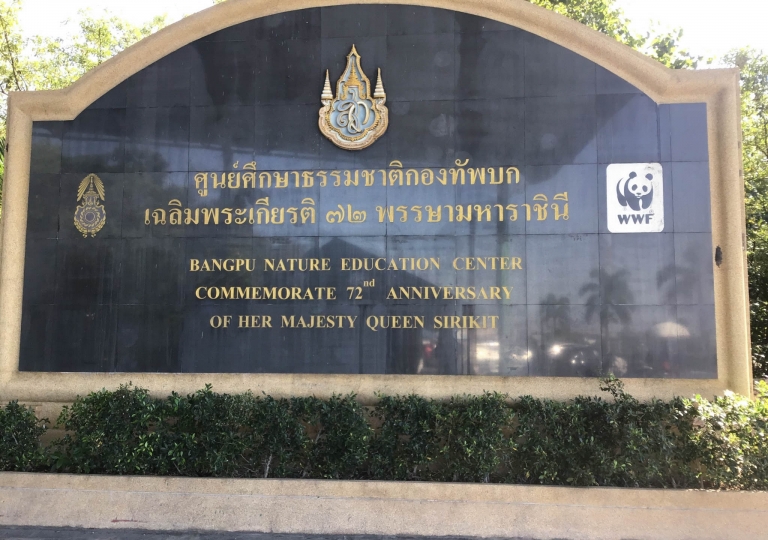 ศูนย์ศึกษาธรรมชาติกองทัพบก
เฉลิมพระเกียรติ ๗๒ พรรษามหาราชินี
WWF
BANGPU NATURE EDUCATION CENTER
COMMEMORATE 72nd ANNIVERSARY
OF HER MAJESTY QUEEN SIRIKIT